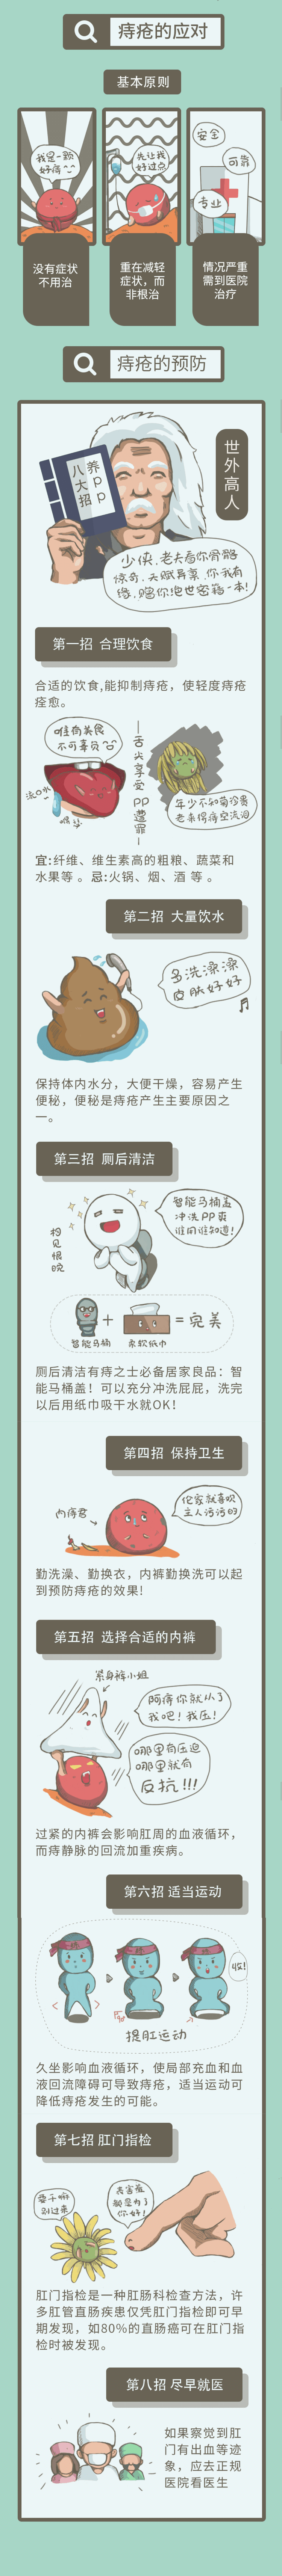 痔疮的应对
基本原则
我是一颗
好痔
先让我
好过点
安全
可靠
专业
没有症状
不用治
重在减轻
症状，而
非根治
情况严重
需到医院
治疗
痔疮的预防
养PP
八大招
世外高人
少侠，老夫看你骨骼
惊奇，天赋异禀，你我有
缘，赐你绝世密籍一本！
第一招 合理饮食
合适的饮食,能抑制痔疮，使轻度痔疮
痊愈。
唯有美食
不可辜负
流口水
一舌尖享受 PP遭罪一
年少不知菊珍贵
老来得痔空流泪
宜:纤维、维生素高的粗粮、蔬菜和
水果等 。忌:火锅、烟、酒 等 。
第二招 大量饮水
多洗澡澡
皮肤好好
保持体内水分，大便干燥，容易产生
便秘，便秘是痔疮产生主要原因之
一。
第三招 厕后清洁
相见恨晚
智能马桶盖
冲洗PP爽
谁用谁知道！
+
=完美
智能马桶
柔软纸巾
厕后清洁有痔之士必备居家良品：智
能马桶盖！可以充分冲洗屁屁，洗完
以后用纸巾吸干水就OK！
第四招 保持卫生
内痔君
伦家就喜欢
主人污污的
勤洗澡、勤换衣，内裤勤换洗可以起
到预防痔疮的效果!
第五招 选择合适的内裤
紧身裤小姐
阿痔你就从了
我吧！我压！
哪里有压迫
哪里就有
反抗!!!
过紧的内裤会影响肛周的血液循环，
而痔静脉的回流加重疾病。
第六招 适当运动
收!
提肛运动
久坐影响血液循环，使局部充血和血
液回流障碍可导致痔疮，适当运动可
降低痔疮发生的可能。
第七招 肛门指检
别过来
我是为了
你好！
肛门指检是一种肛肠科检查方法，许
多肛管直肠疾患仅凭肛门指检即可早
期发现，如80%的直肠癌可在肛门指
检时被发现。
第八招 尽早就医
如果察觉到肛
门有出血等迹
象，应去正规
医院看医生